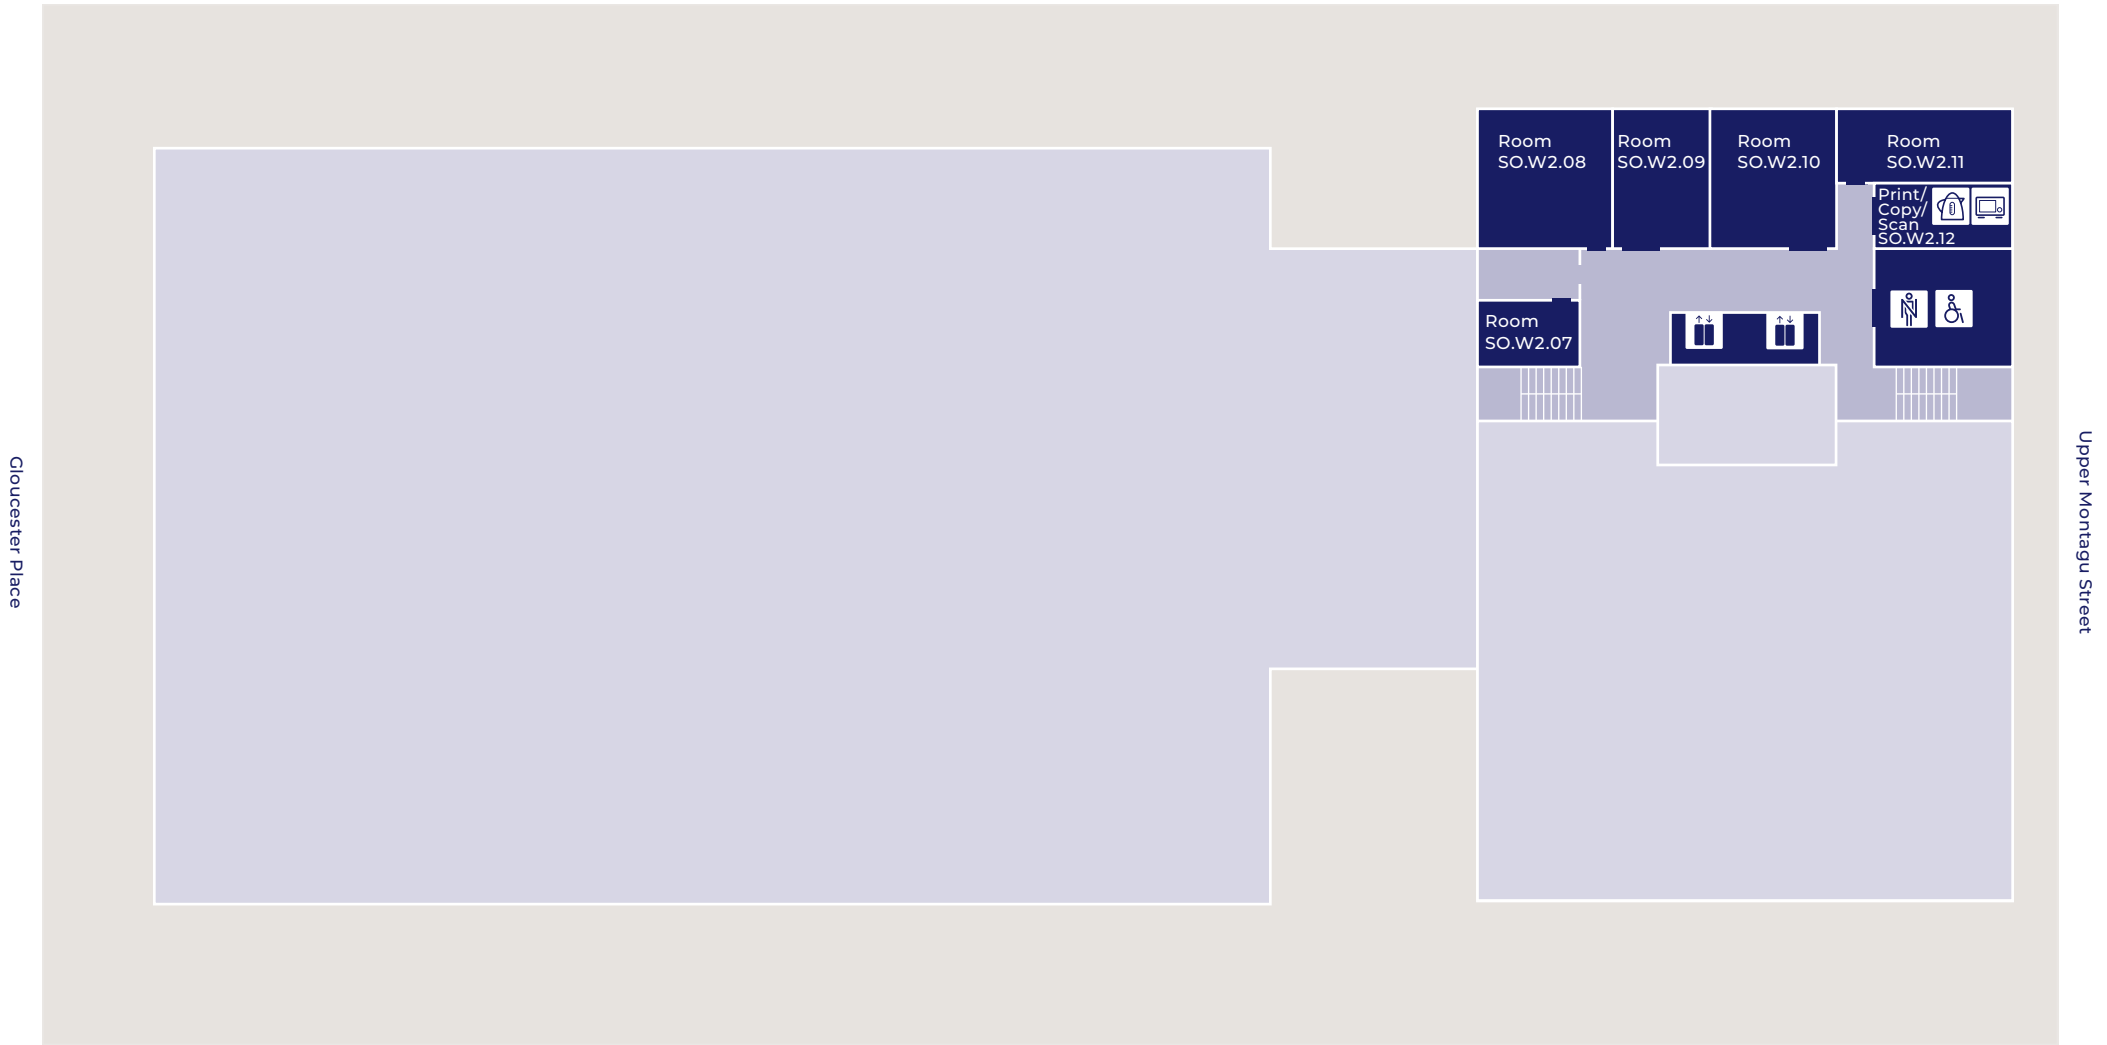 Room
SO.W2.08
Room
SO.W2.09
Room
SO.W2.10
Room
SO.W2.11
Print/
Copy/
Scan
SO.W2.12
Room
SO.W2.07
Gloucester Place
Upper Montagu Street